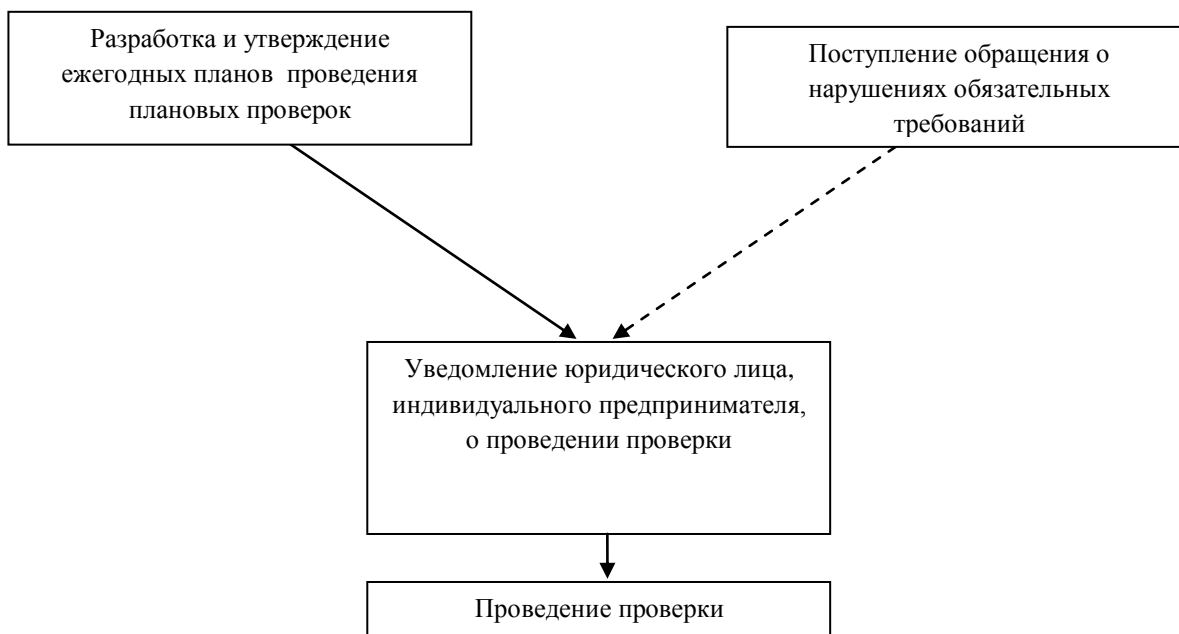 Разработка и утверждение
ежегодных планов  проведения
плановых проверок
Поступление обращения о
нарушениях обязательных
требований
Уведомление юридического лица,
индивидуального предпринимателя,
о проведении проверки
Проведение проверки